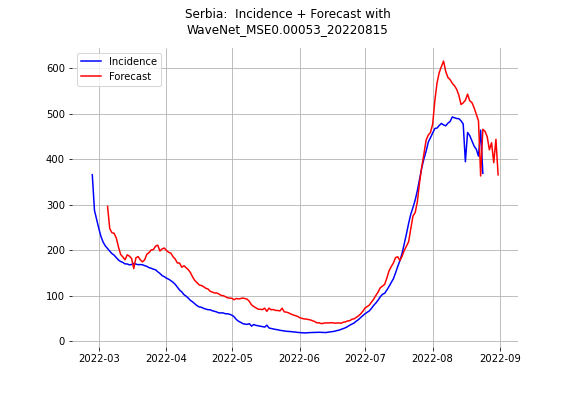 Serbia:  Incidence + Forecast with
WaveNet_MSE0.00053_20220815
Incidence
Forecast
600
500
400
300
200
100
0
2022-03 2022-04 2022-05 2022-06 2022-07 2022-08 2022-09